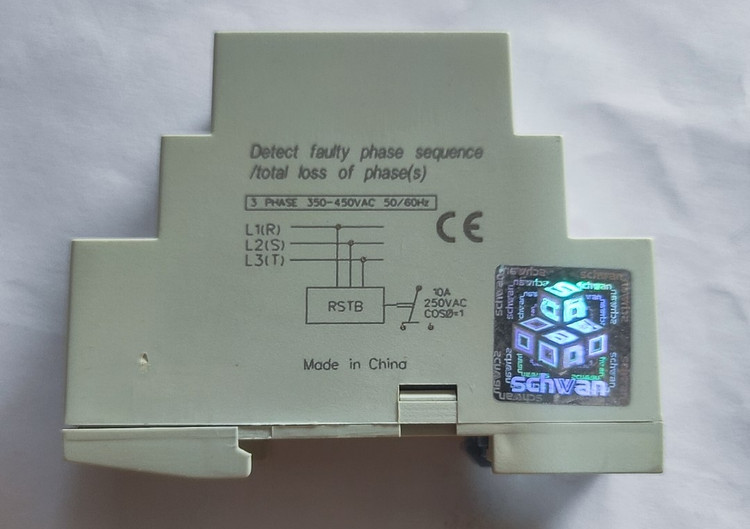 Detect faulty phase sequence
/total loss of phase(s)
3 PHASE 350-450VAC 50/60Hz
CE
L1(R)
L2(S)
L3(T)
RSTB
10A
250VAC
COSØ=1
Made in China
schwan